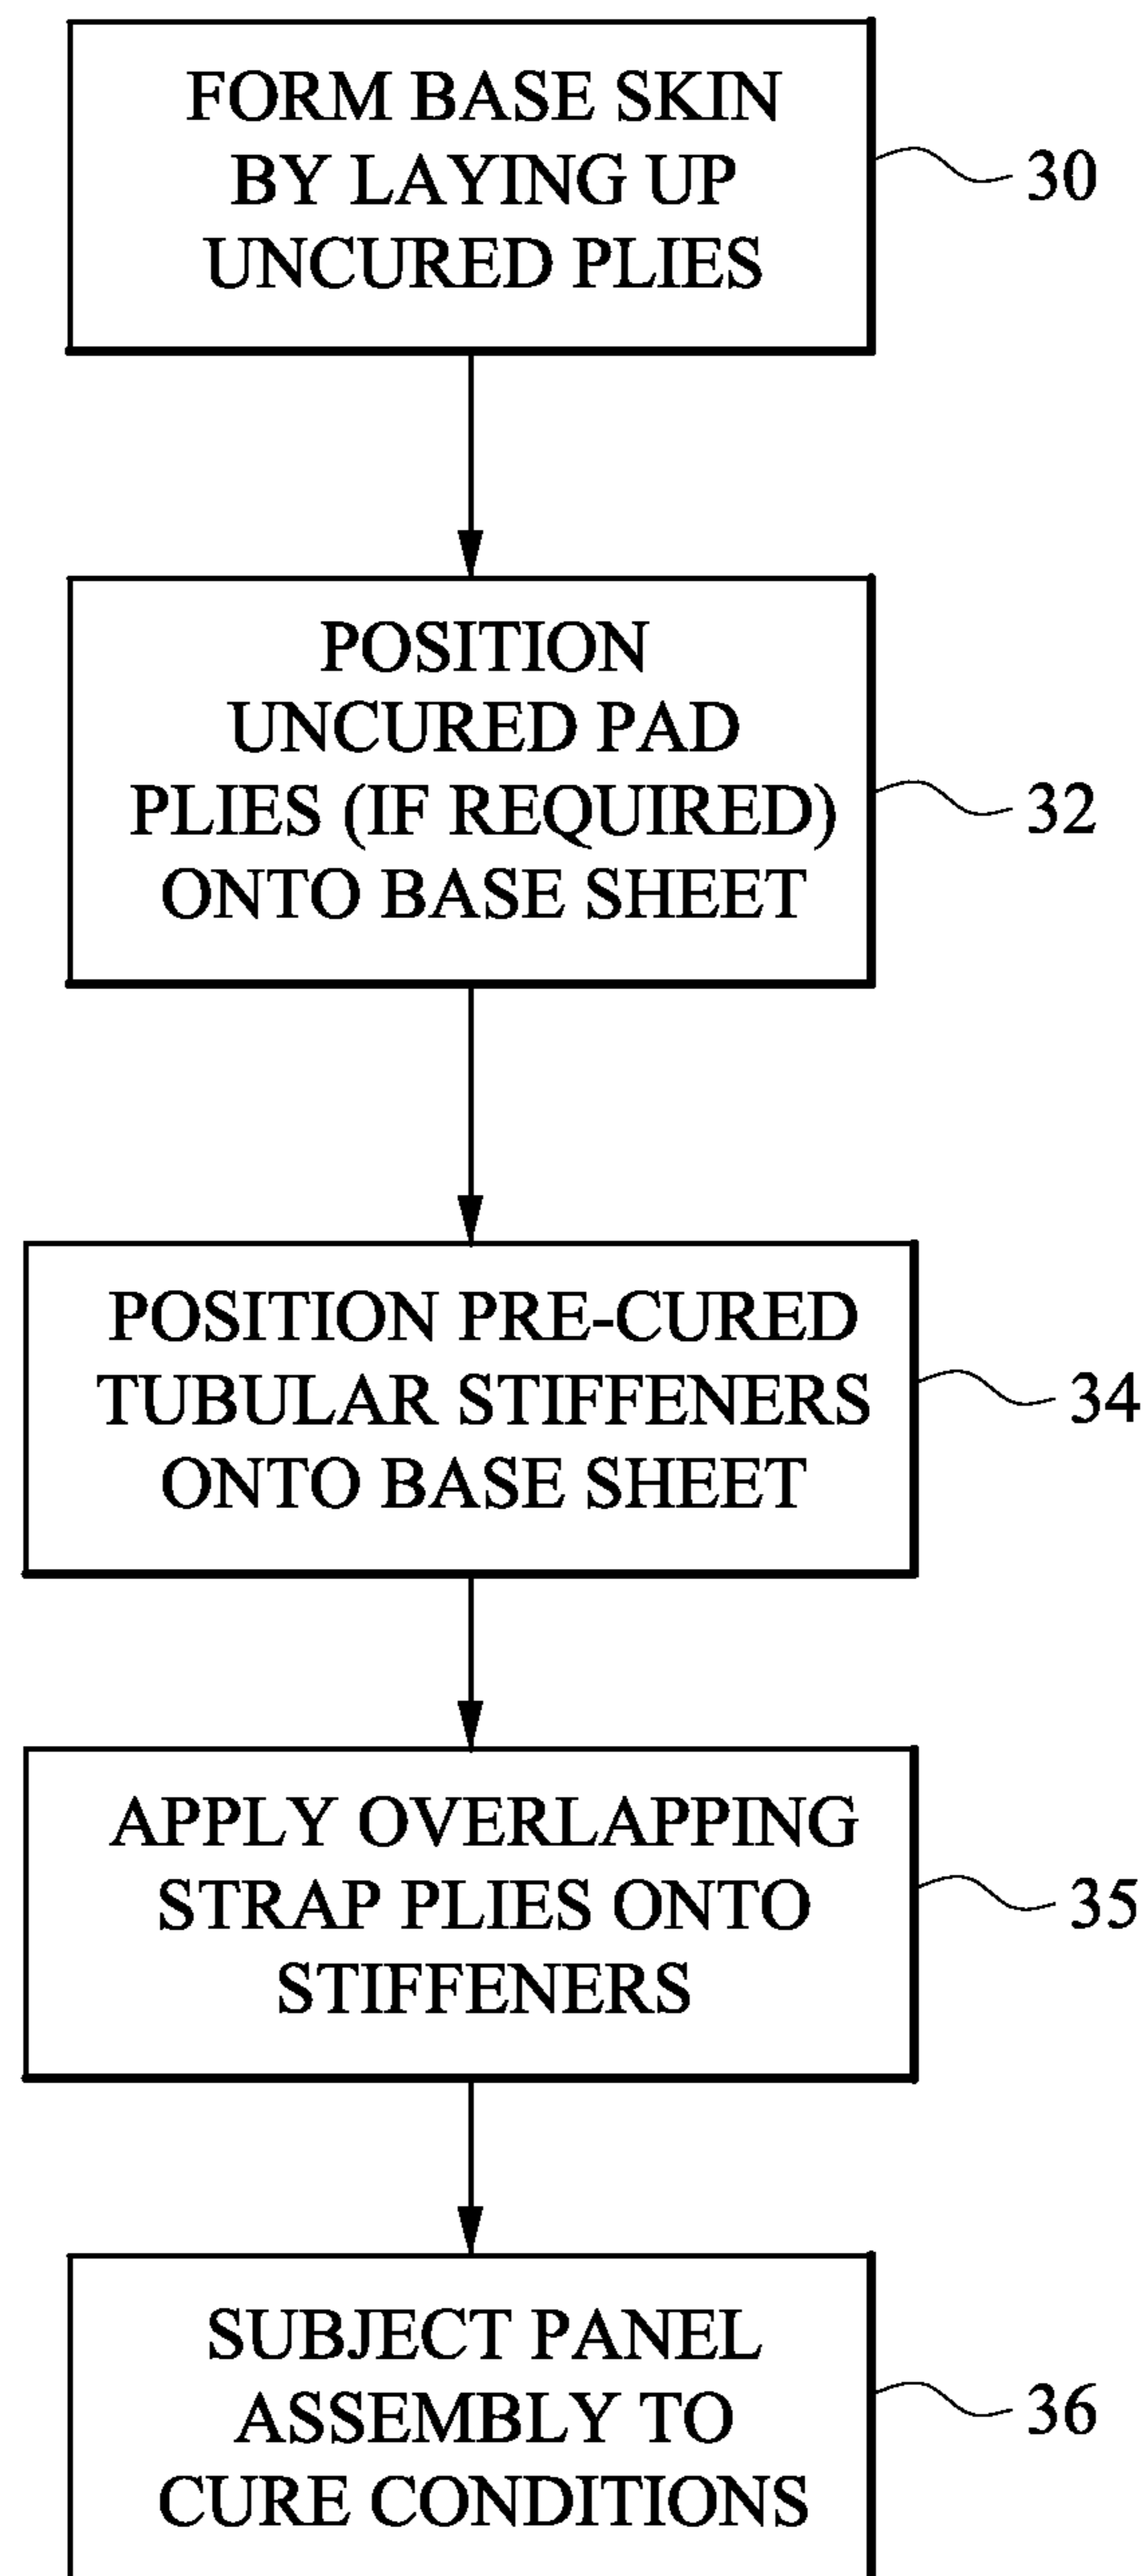 FORM BASE SKIN
BY LAYING UP
UNCURED PLIES
30
POSITION
UNCURED PAD
PLIES (IF REQUIRED)
ONTO BASE SHEET
32
POSITION PRE-CURED
TUBULAR STIFFENERS
ONTO BASE SHEET
34
APPLY OVERLAPPING
STRAP PLIES ONTO
STIFFENERS
35
SUBJECT PANEL
ASSEMBLY TO
CURE CONDITIONS
36